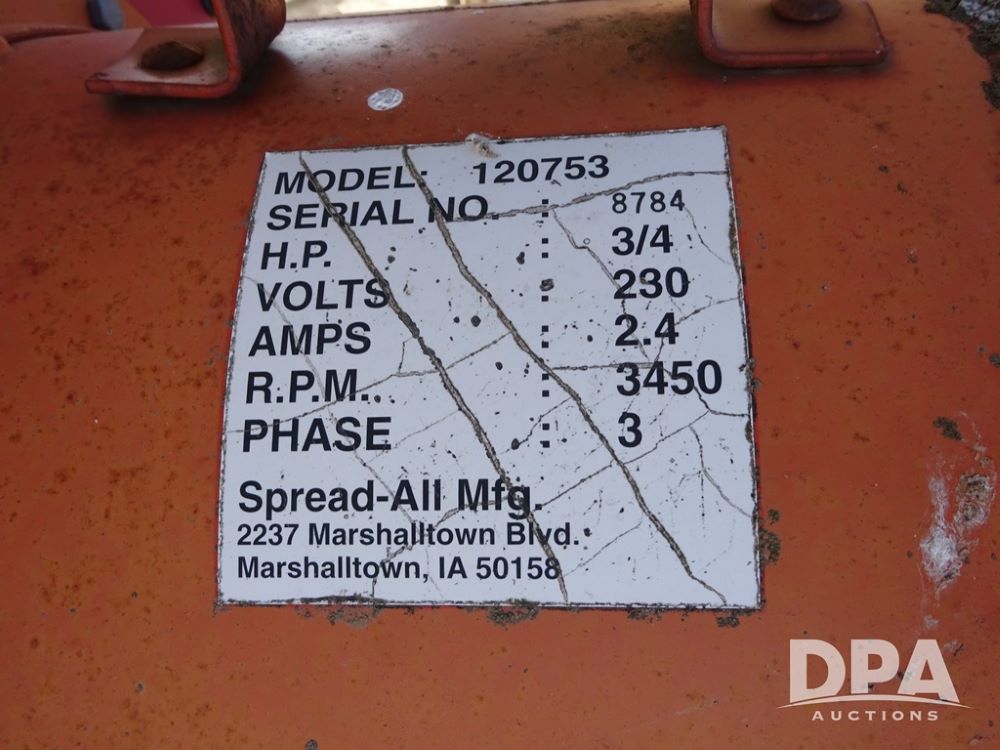 MODEL: 120753
SERIAL NO. : 8784
H.P. : 3/4
VOLTS : 230
AMPS : 2.4
R.P.M. : 3450
PHASE : 3
Spread-All Mfg.
2237 Marshalltown Blvd.
Marshalltown, IA 50158
DPA
AUCTIONS